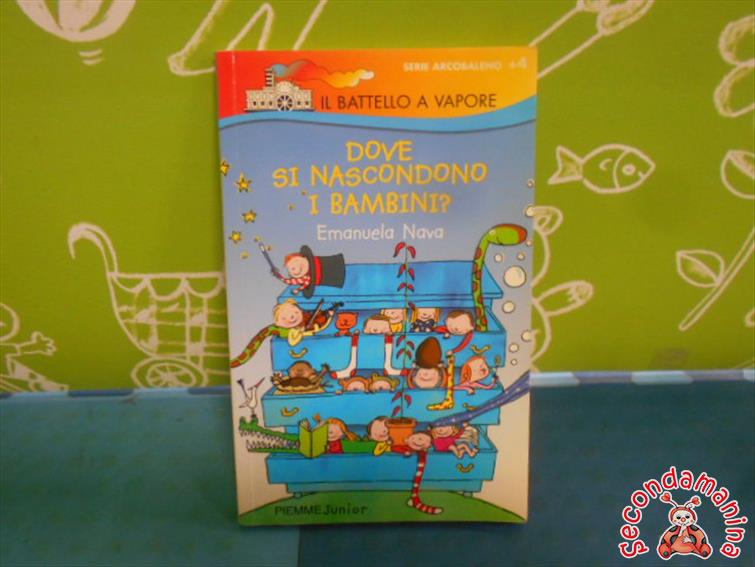 SERIE ARCOBALENO +4
IL BATTELLO A VAPORE
DOVE
SI NASCONDONO
I BAMBINI?
Emanuela Nava
PIEMME Junior
Secondamanina